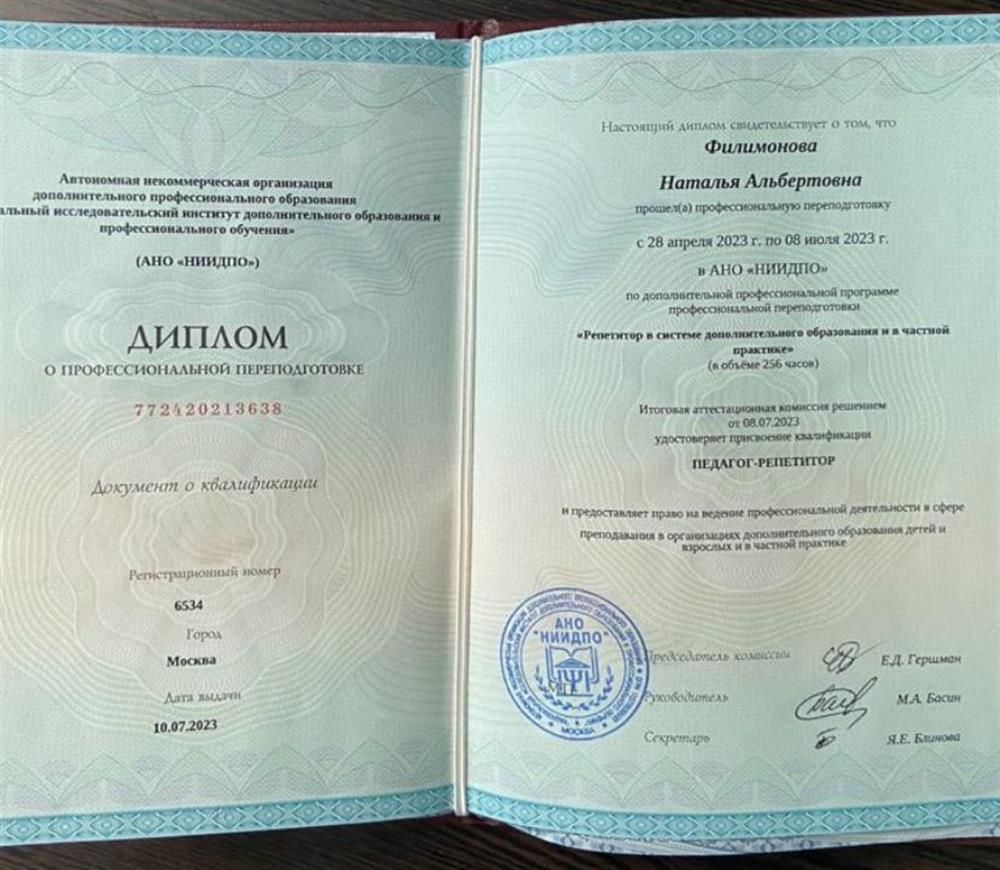 Автономная некоммерческая организация
дополнительного профессионального образования
альный исследовательский институт дополнительного образования и
профессионального обучения»
(АНО «НИИДПО»)
ДИПЛОМ
О ПРОФЕССИОНАЛЬНОЙ ПЕРЕПОДГОТОВКЕ
772420213638
Документ о квалификации
Регистрационный номер
6534
Город
Москва
Дата выдачи
10.07.2023
Настоящий диплом свидетельствует о том, что
Филимонова
Наталья Альбертовна
прошел(а) профессиональную переподготовку
с 28 апреля 2023 г. по 08 июля 2023 г.
в АНО «НИИДПО»
по дополнительной профессиональной программе
профессиональной переподготовки
«Репетитор в системе дополнительного образования и в частной
практике»
(в объёме 256 часов)
Итоговая аттестационная комиссия решением
от 08.07.2023
удостоверяет присвоение квалификации
ПЕДАГОГ-РЕПЕТИТОР
и предоставляет право на ведение профессиональной деятельности в сфере
преподавания в организациях дополнительного образования детей и
взрослых и в частной практике
АНО
"НИИДПО"
МОСКВА
Председатель комиссии
Е.Д. Гершман
Руководитель
М.А. Басин
Секретарь
Я.Е. Блинова